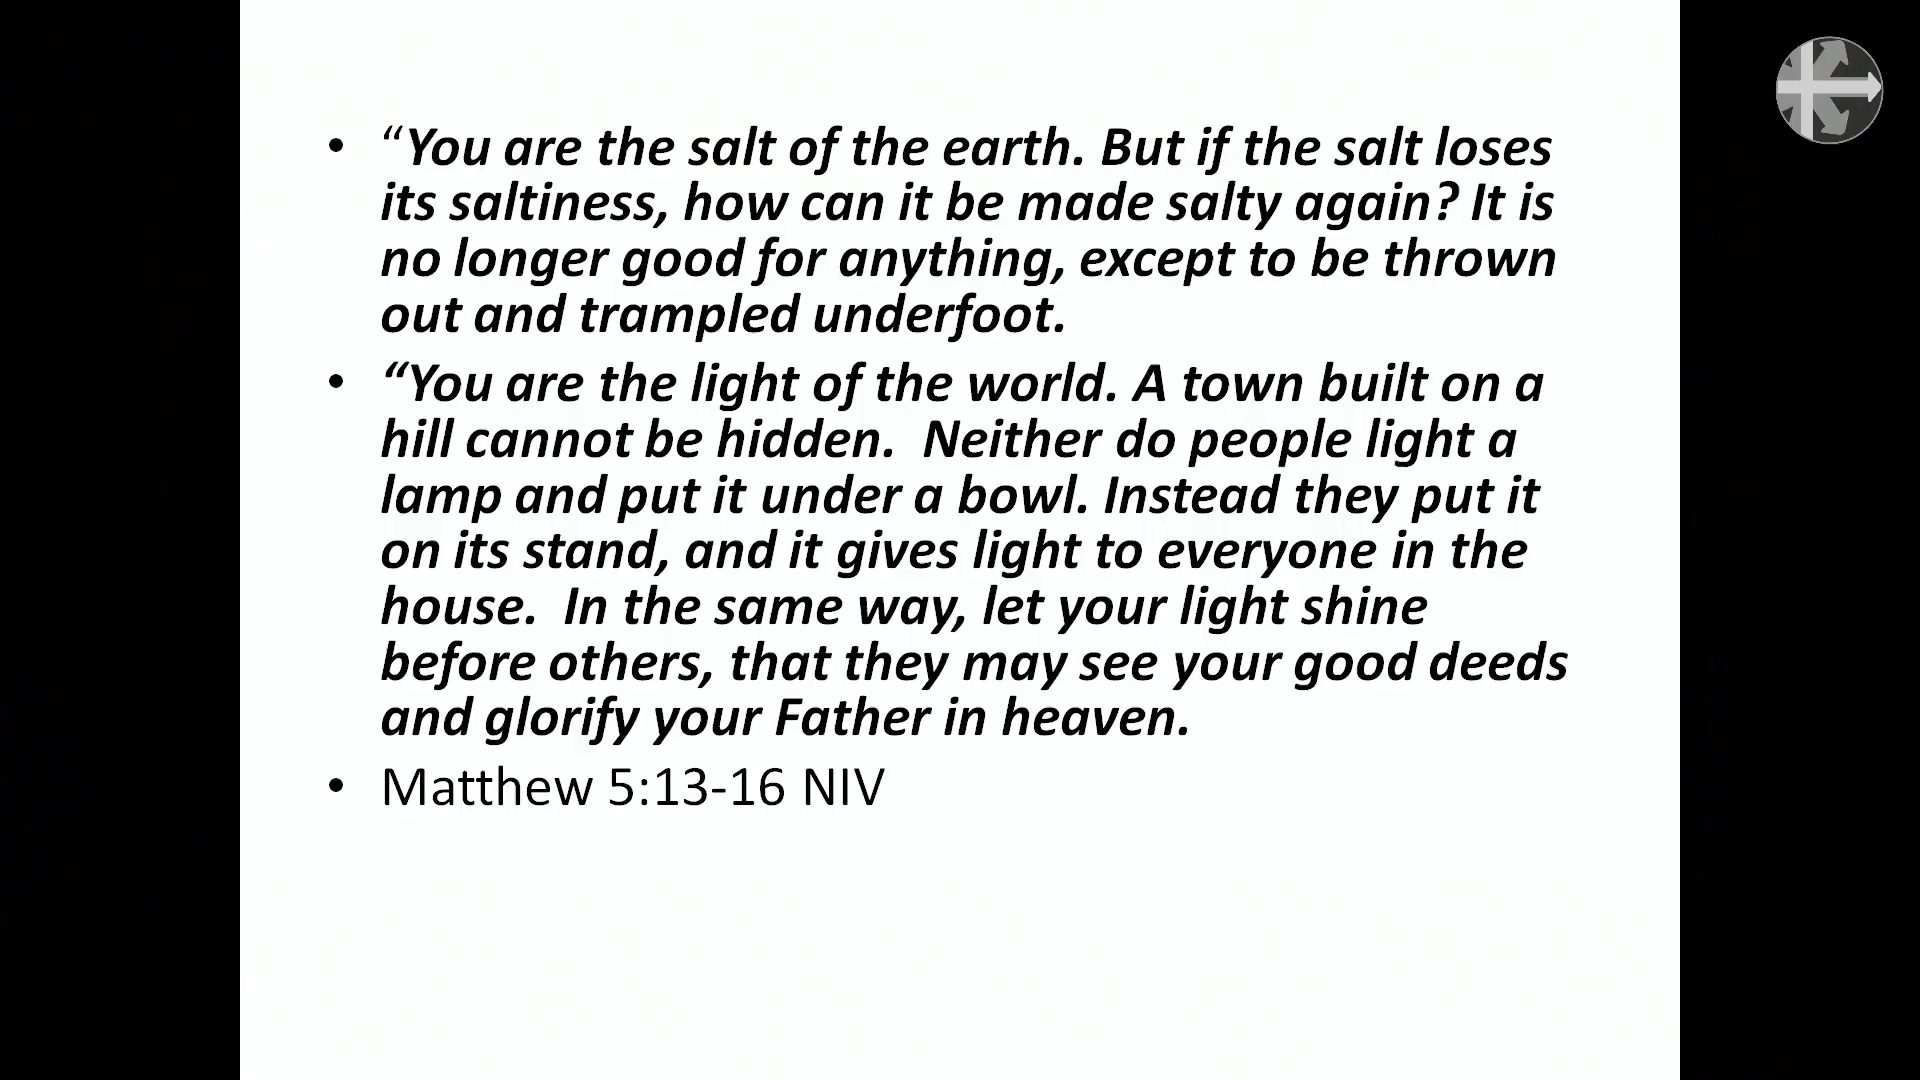 • “You are the salt of the earth. But if the salt loses
its saltiness, how can it be made salty again? It is
no longer good for anything, except to be thrown
out and trampled underfoot.
• “You are the light of the world. A town built on a
hill cannot be hidden.  Neither do people light a
lamp and put it under a bowl. Instead they put it
on its stand, and it gives light to everyone in the
house.  In the same way, let your light shine
before others, that they may see your good deeds
and glorify your Father in heaven.
• Matthew 5:13-16 NIV